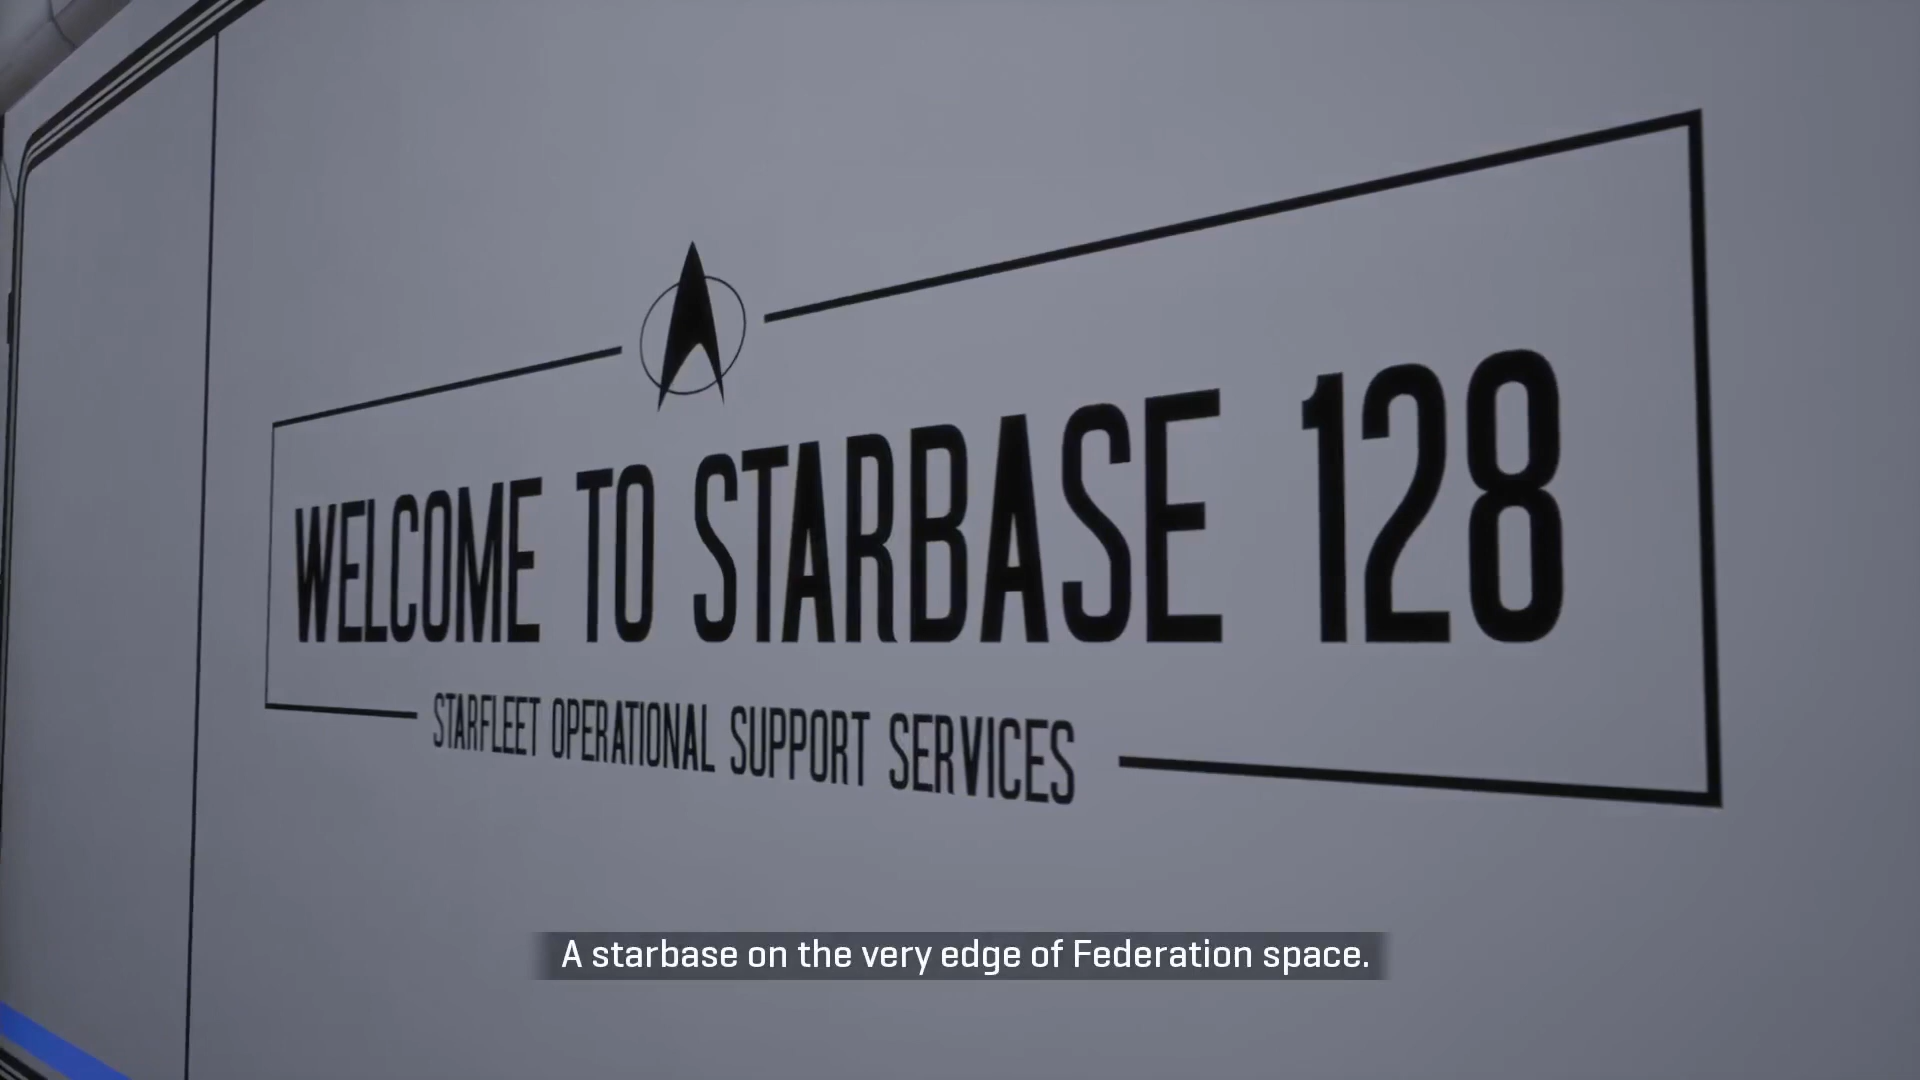 WELCOME TO STARBASE 128
STARFLEET OPERATIONAL SUPPORT SERVICES
A starbase on the very edge of Federation space.